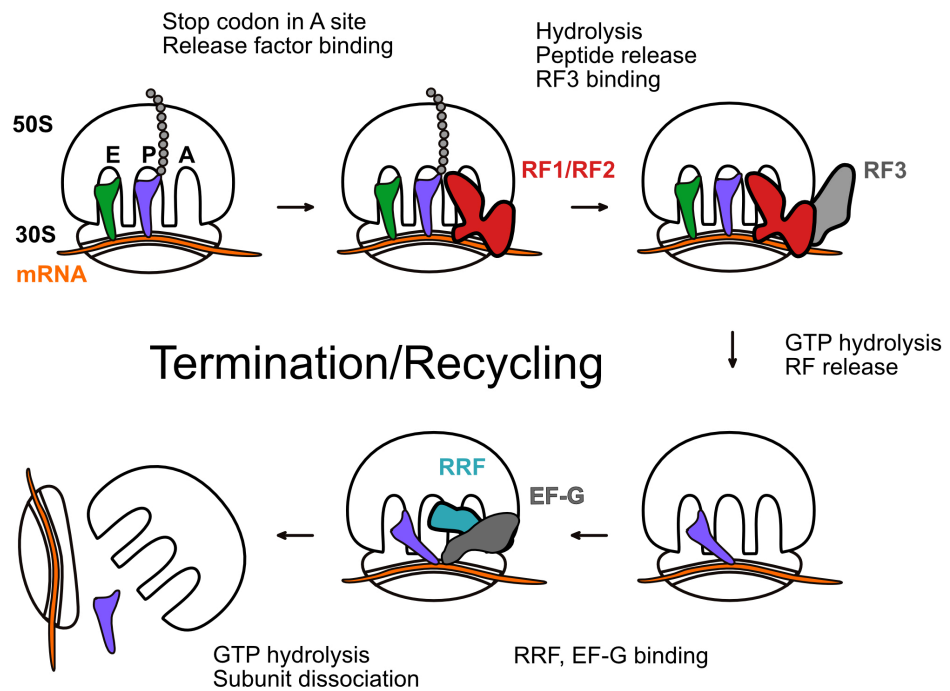 Stop codon in A site
Release factor binding
Hydrolysis
Peptide release
RF3 binding
50S
E P A
RF1/RF2
RF3
30S
mRNA
Termination/Recycling
GTP hydrolysis
RF release
RRF
EF-G
GTP hydrolysis
Subunit dissociation
RRF, EF-G binding